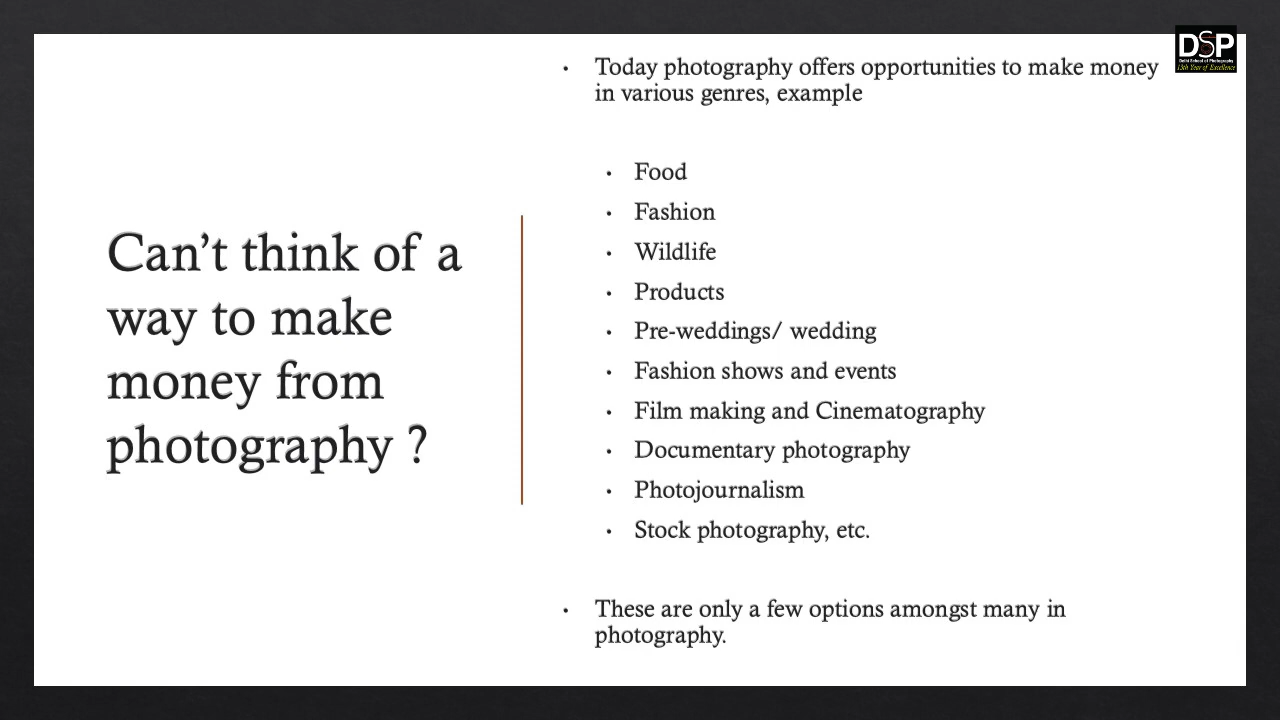 DSP
Delhi School of Photography
13th Year of Excellence
Can’t think of a
way to make
money from
photography ?
• Today photography offers opportunities to make money
in various genres, example
• Food
• Fashion
• Wildlife
• Products
• Pre-weddings/ wedding
• Fashion shows and events
• Film making and Cinematography
• Documentary photography
• Photojournalism
• Stock photography, etc.
• These are only a few options amongst many in
photography.